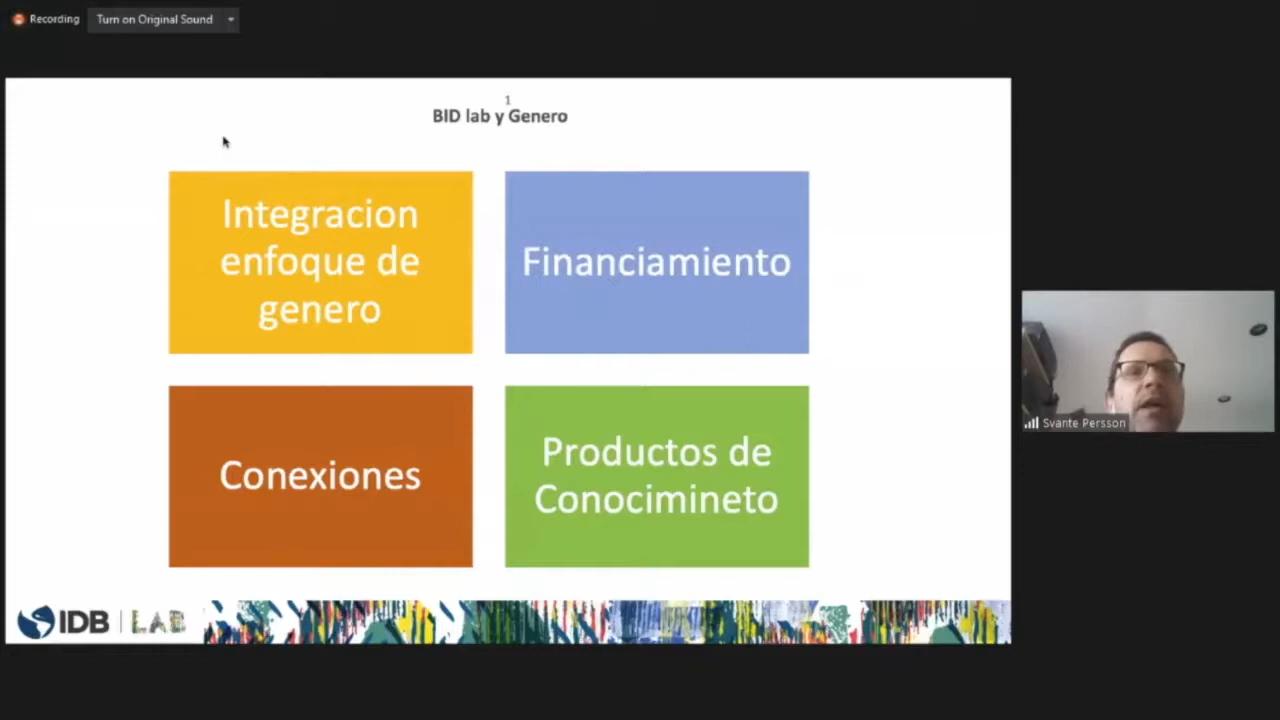 Recording
Turn on Original Sound
1
BID lab y Genero
Integracion
enfoque de
genero
Financiamiento
Conexiones
Productos de
Conocimineto
Svante Persson
IDB | LAB